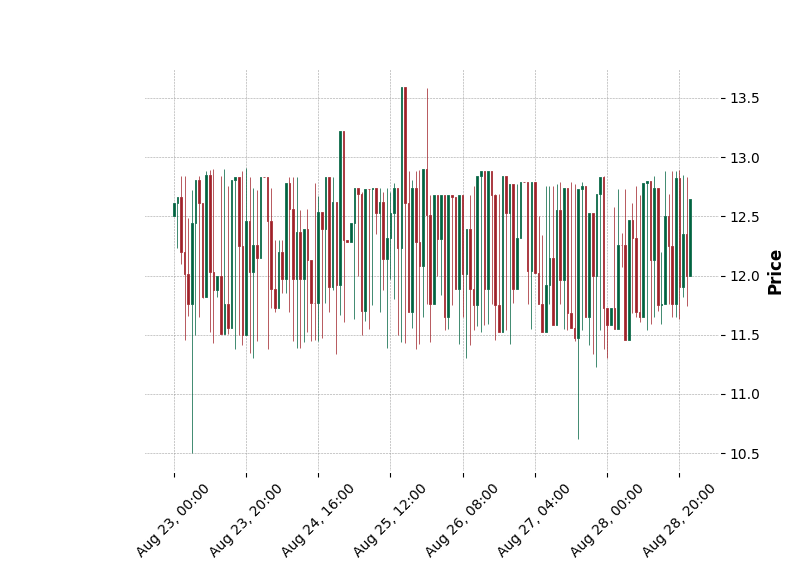 13.5
13.0
12.5
12.0
11.5
11.0
10.5
Price
Aug 23, 00:00
Aug 23, 20:00
Aug 24, 16:00
Aug 25, 12:00
Aug 26, 08:00
Aug 27, 04:00
Aug 28, 00:00
Aug 28, 20:00